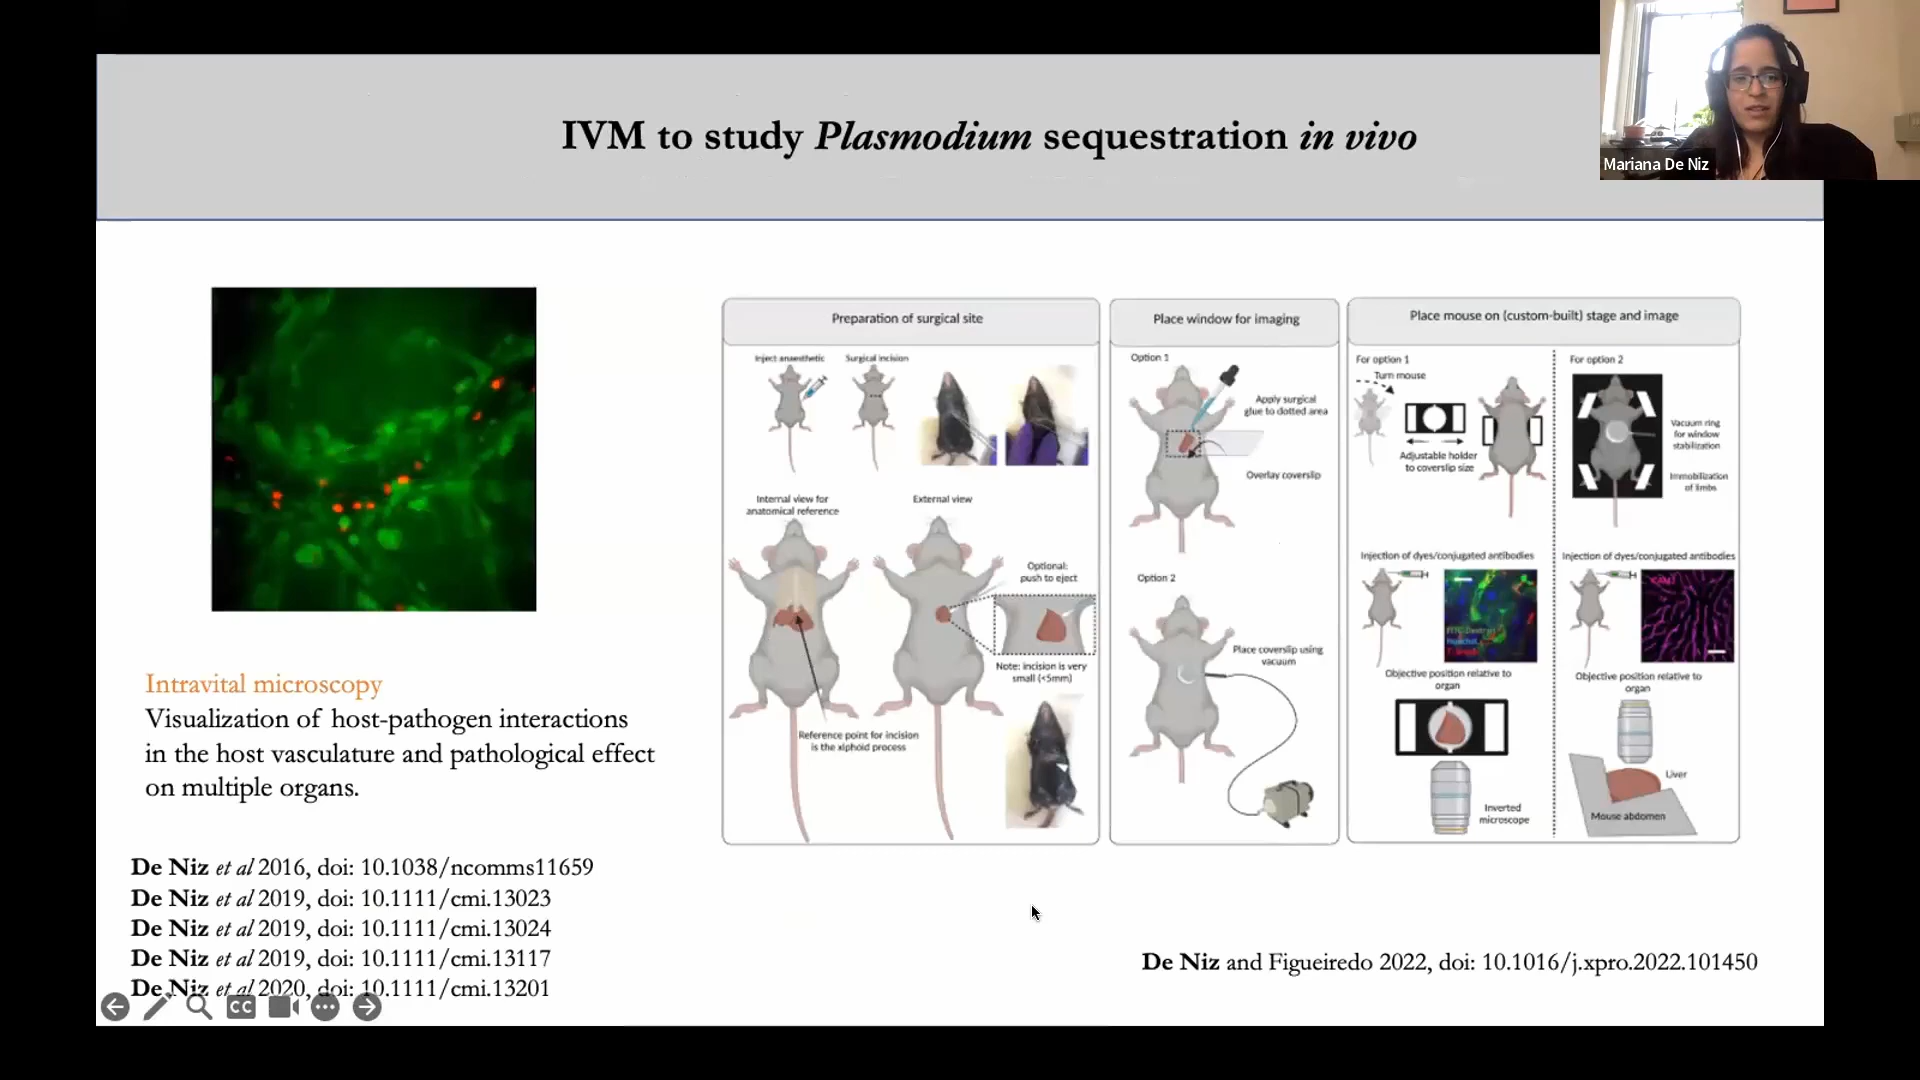 IVM to study Plasmodium sequestration in vivo
Mariana De Niz
Intravital microscopy
Visualization of host-pathogen interactions
in the host vasculature and pathological effect
on multiple organs.
De Niz et al 2016, doi: 10.1038/ncomms11659
De Niz et al 2019, doi: 10.1111/cmi.13023
De Niz et al 2019, doi: 10.1111/cmi.13024
De Niz et al 2019, doi: 10.1111/cmi.13117
De Niz et al 2020, doi: 10.1111/cmi.13201
CC
Preparation of surgical site
Inject anaesthetic
Surgical incision
Internal view for
anatomical reference
External view
Optional:
push to eject
Note: incision is very
small (<5mm)
Reference point for incision
is the xiphoid process
Place window for imaging
Option 1
Apply surgical
glue to dotted area
Overlay coverslip
Option 2
Place coverslip using
vacuum
Place mouse on (custom-built) stage and image
For option 1
Turn mouse
Adjustable holder
to coverslip size
Injection of dyes/conjugated antibodies
FITC-Dextran
Hoechst
Objective position relative to
organ
Inverted
microscope
For option 2
Vacuum ring
for window
stabilization
Immobilization
of limbs
Injection of dyes/conjugated antibodies
Objective position relative to
organ
Liver
Mouse abdomen
De Niz and Figueiredo 2022, doi: 10.1016/j.xpro.2022.101450